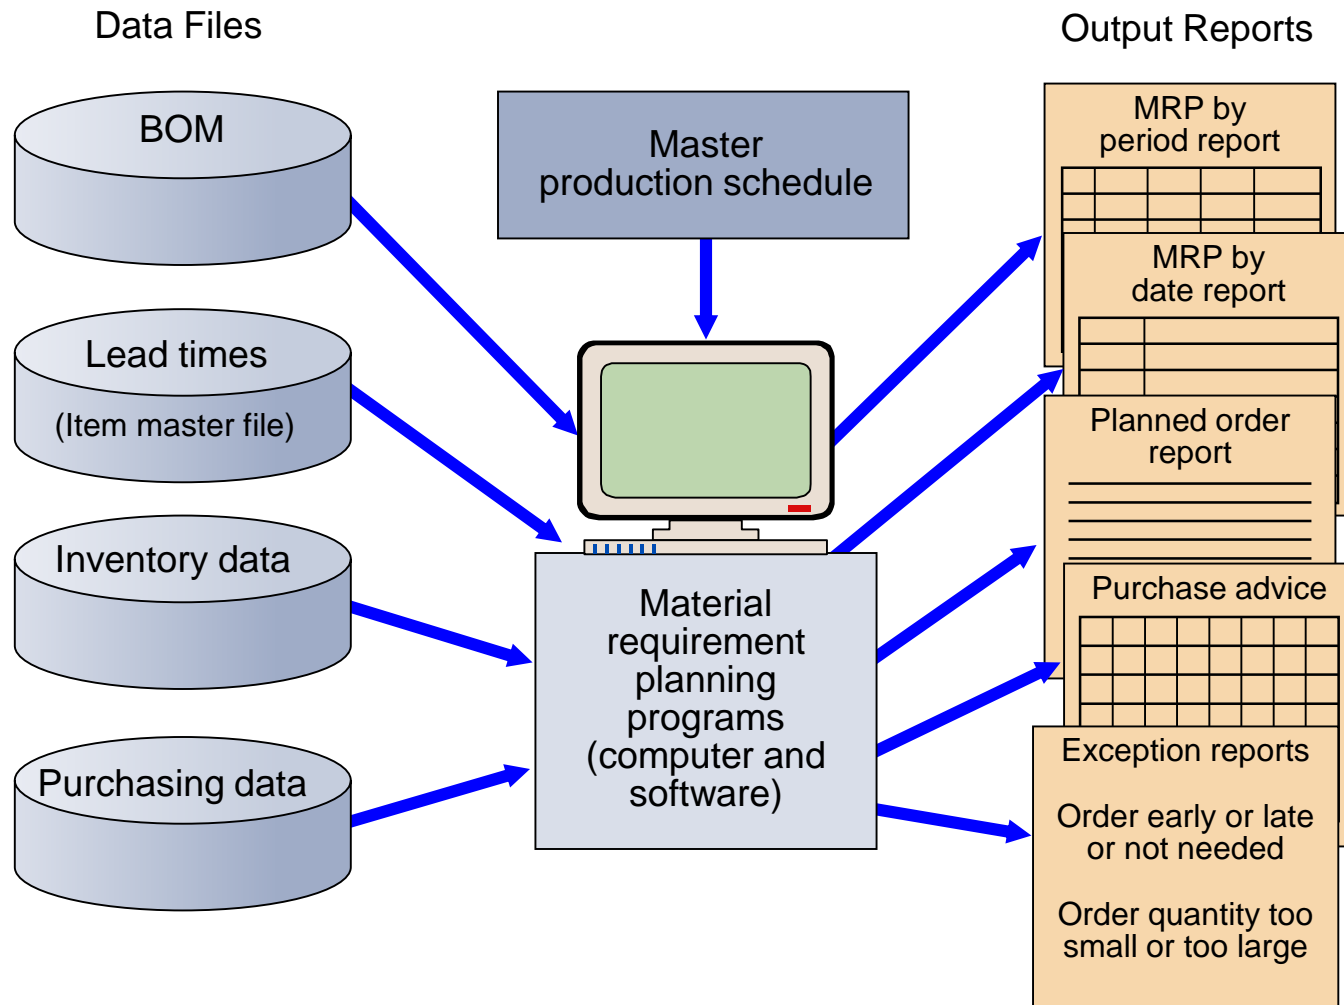 Data Files
Output Reports
BOM
Lead times
(Item master file)
Inventory data
Purchasing data
Master
production schedule
Material
requirement
planning
programs
(computer and
software)
MRP by
period report
MRP by
date report
Planned order
report
Purchase advice
Exception reports
Order early or late
or not needed
Order quantity too
small or too large